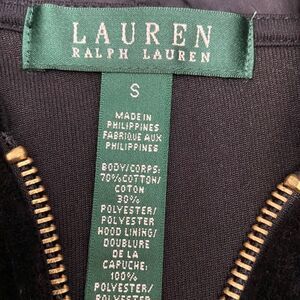 LAUREN
RALPH LAUREN
S
MADE IN
PHILIPPINES
FABRIQUE AUX
PHILIPPINES
BODY/CORPS:
70%COTTON/
COTON
30%
POLYESTER/
POLYESTER
HOOD LINING/
DOUBLURE
DE LA
CAPUCHE:
100%
POLYESTER/
POLYESTER